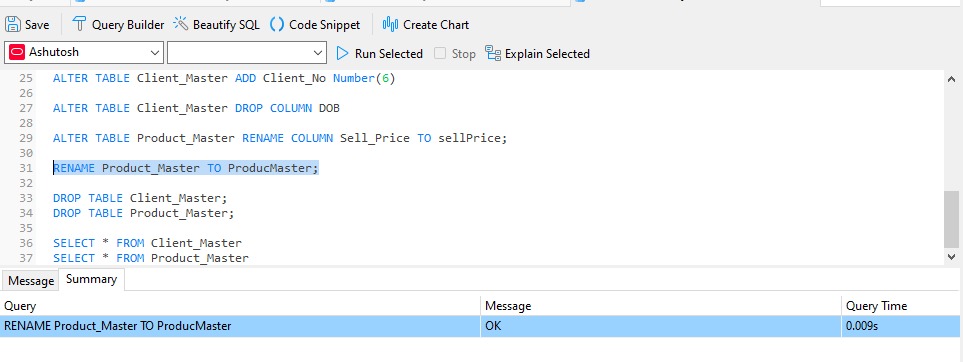 Save Query Builder Beautify SQL Code Snippet Create Chart
Ashutosh Run Selected Stop Explain Selected
25 ALTER TABLE Client_Master ADD Client_No Number(6)
26
27 ALTER TABLE Client_Master DROP COLUMN DOB
28
29 ALTER TABLE Product_Master RENAME COLUMN Sell_Price TO sellPrice;
30
31 RENAME Product_Master TO ProducMaster;
32
33 DROP TABLE Client_Master;
34 DROP TABLE Product_Master;
35
36 SELECT * FROM Client_Master
37 SELECT * FROM Product_Master
Message Summary
Query Message Query Time
RENAME Product_Master TO ProducMaster OK 0.009s